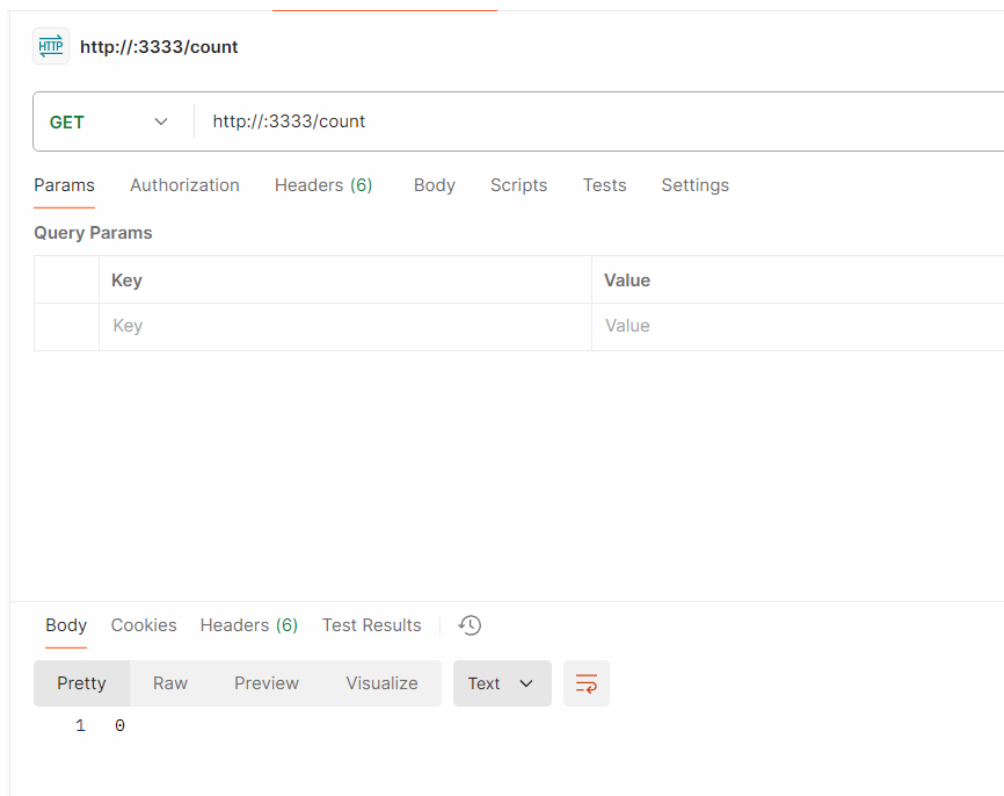 HTTP http://:3333/count
GET http://:3333/count
Params Authorization Headers (6) Body Scripts Tests Settings
Query Params
Key Value
Key Value
Body Cookies Headers (6) Test Results
Pretty Raw Preview Visualize Text
1 0